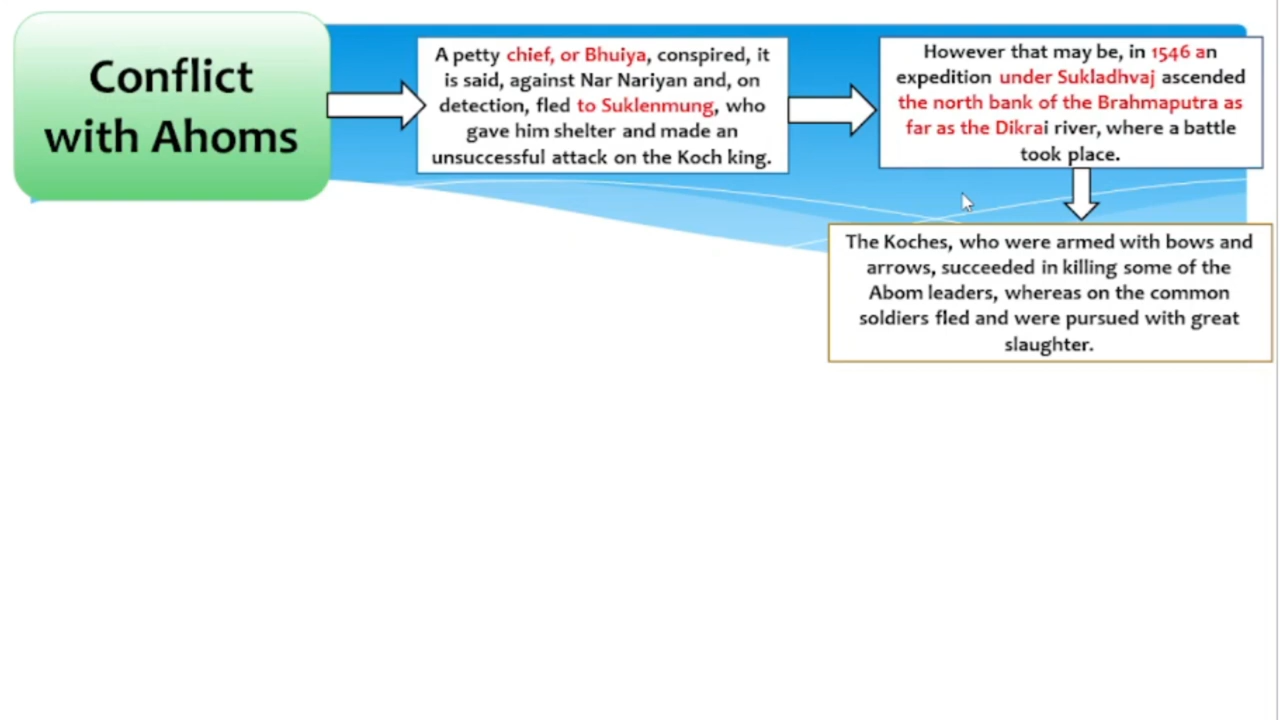 Conflict
with Ahoms
A petty chief, or Bhuiya, conspired, it
is said, against Nar Nariyan and, on
detection, fled to Suklenmung, who
gave him shelter and made an
unsuccessful attack on the Koch king.
However that may be, in 1546 an
expedition under Sukladhvaj ascended
the north bank of the Brahmaputra as
far as the Dikrai river, where a battle
took place.
The Koches, who were armed with bows and
arrows, succeeded in killing some of the
Abom leaders, whereas on the common
soldiers fled and were pursued with great
slaughter.